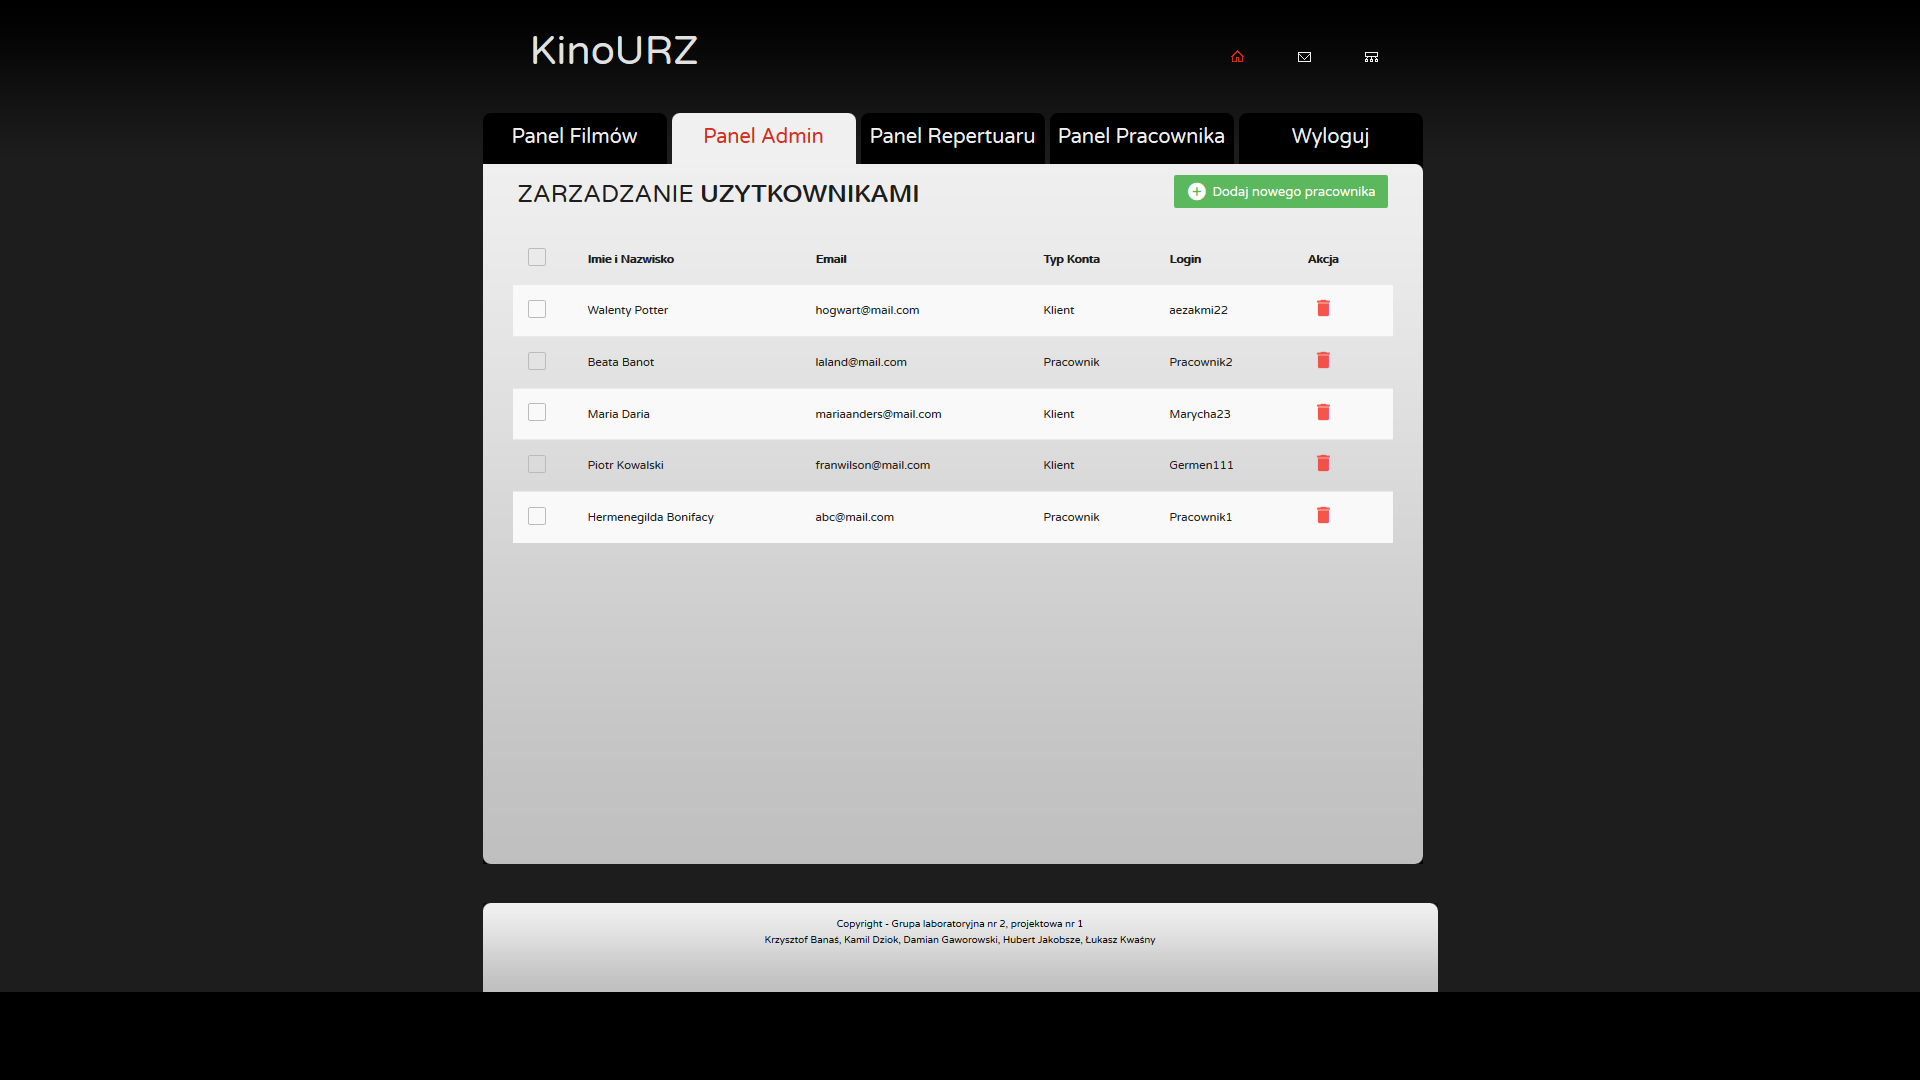 KinoURZ
Panel Filmów Panel Admin Panel Repertuaru Panel Pracownika Wyloguj
ZARZADZANIE UZYTKOWNIKAMI Dodaj nowego pracownika
Imie i Nazwisko Email Typ Konta Login Akcja
Walenty Potter hogwart@mail.com Klient aezakmi22
Beata Banot laland@mail.com Pracownik Pracownik2
Maria Daria mariaanders@mail.com Klient Marycha23
Piotr Kowalski franwilson@mail.com Klient Germen111
Hermenegilda Bonifacy abc@mail.com Pracownik Pracownik1
Copyright - Grupa laboratoryjna nr 2, projektowa nr 1
Krzysztof Banaś, Kamil Dziok, Damian Gaworowski, Hubert Jakobsze, Łukasz Kwaśny